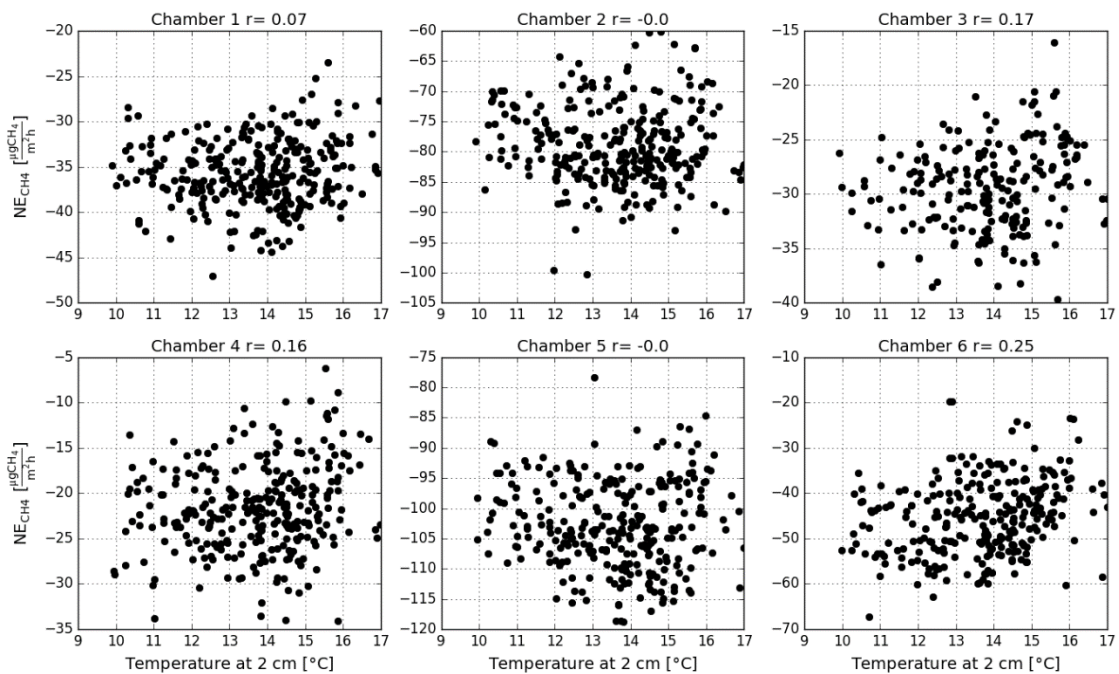 Chamber 1 r= 0.07
Chamber 2 r= -0.0
Chamber 3 r= 0.17
−20
−25
−30
−35
−40
−45
−50
NE_CH4 [µgCH₄/m²h]
9 10 11 12 13 14 15 16 17
−60
−65
−70
−75
−80
−85
−90
−95
−100
−105
9 10 11 12 13 14 15 16 17
−15
−20
−25
−30
−35
−40
9 10 11 12 13 14 15 16 17
Chamber 4 r= 0.16
Chamber 5 r= -0.0
Chamber 6 r= 0.25
−5
−10
−15
−20
−25
−30
−35
NE_CH4 [µgCH₄/m²h]
9 10 11 12 13 14 15 16 17
Temperature at 2 cm [°C]
−75
−80
−85
−90
−95
−100
−105
−110
−115
−120
9 10 11 12 13 14 15 16 17
Temperature at 2 cm [°C]
−10
−20
−30
−40
−50
−60
−70
9 10 11 12 13 14 15 16 17
Temperature at 2 cm [°C]